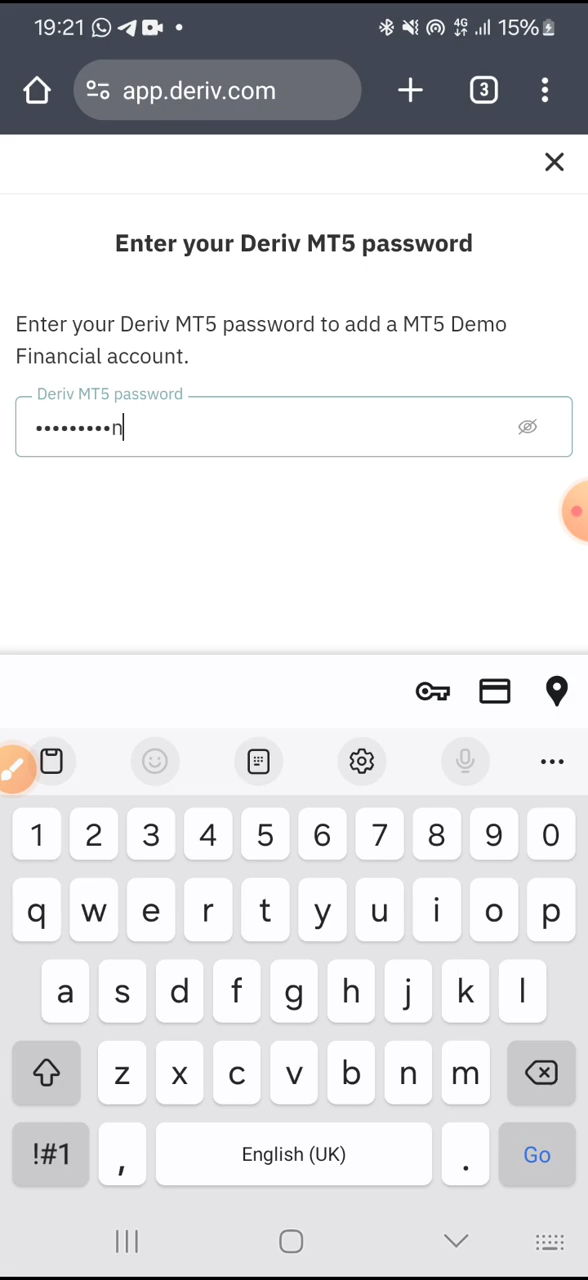 19:21 4G 15%
app.deriv.com 3
Enter your Deriv MT5 password
Enter your Deriv MT5 password to add a MT5 Demo
Financial account.
Deriv MT5 password
•••••••••n
1 2 3 4 5 6 7 8 9 0
q w e r t y u i o p
a s d f g h j k l
z x c v b n m
!#1 , English (UK) . Go